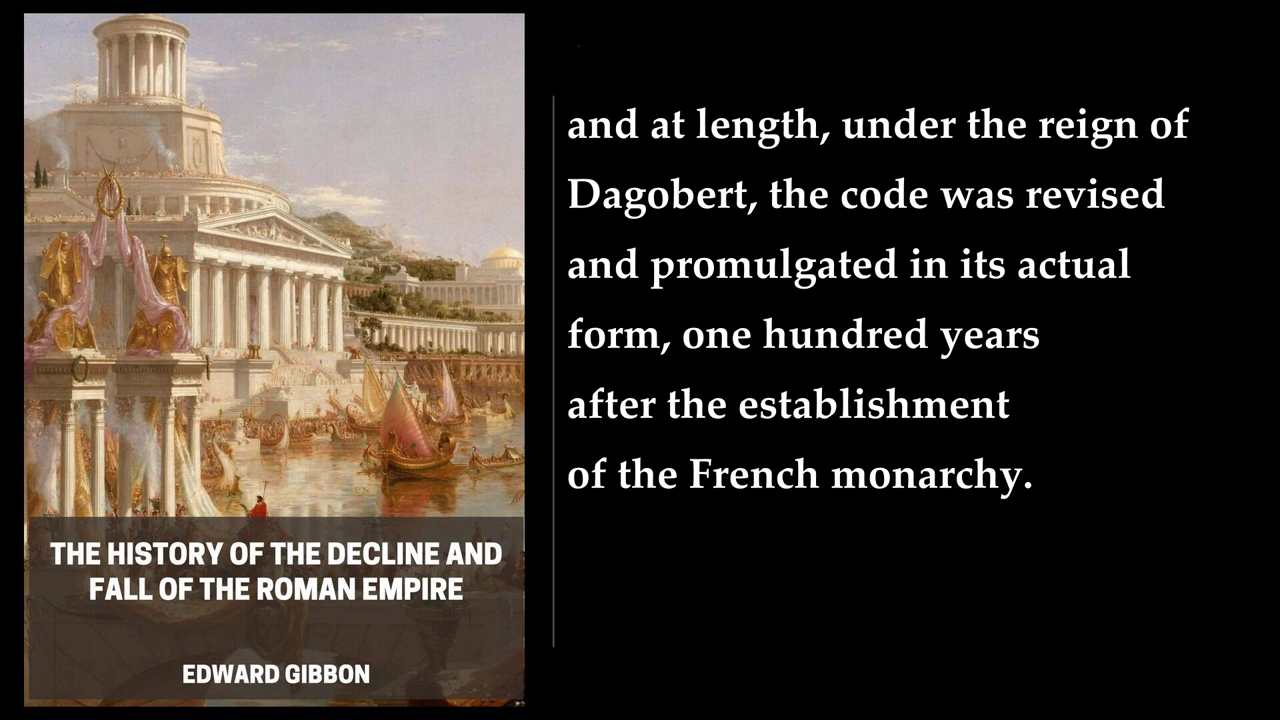 and at length, under the reign of
Dagobert, the code was revised
and promulgated in its actual
form, one hundred years
after the establishment
of the French monarchy.
THE HISTORY OF THE DECLINE AND
FALL OF THE ROMAN EMPIRE
EDWARD GIBBON